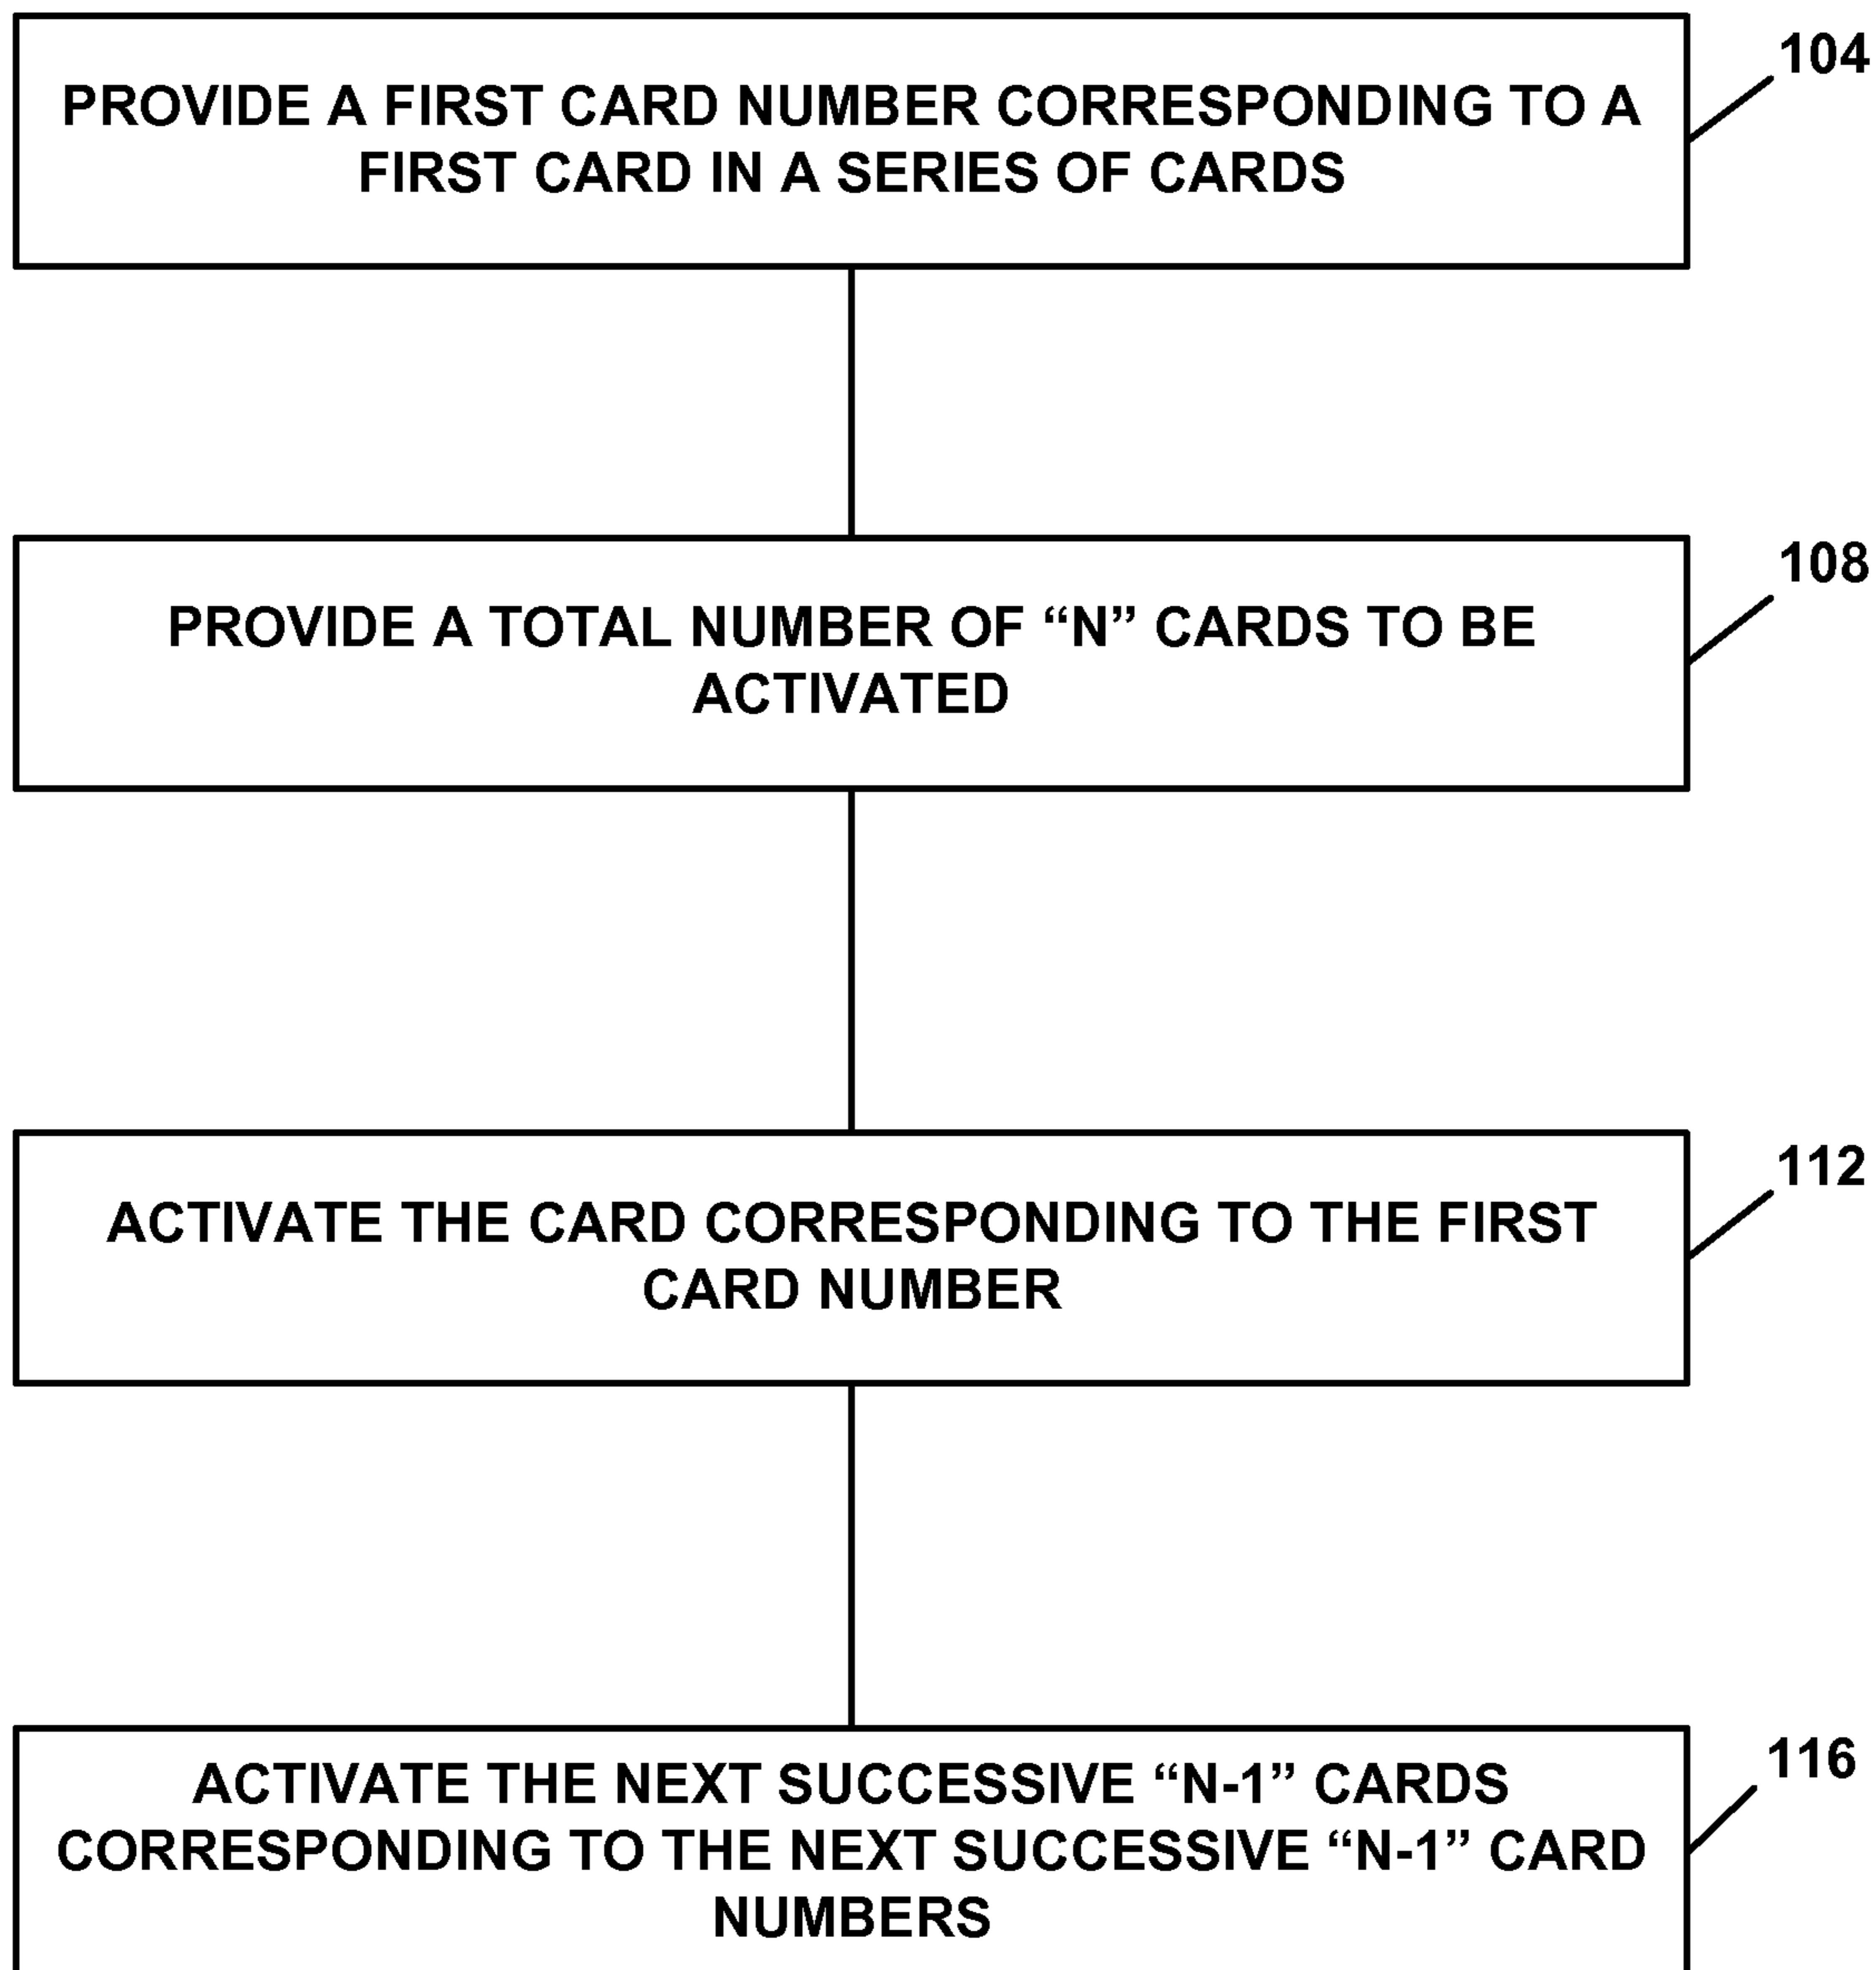 104
PROVIDE A FIRST CARD NUMBER CORRESPONDING TO A
FIRST CARD IN A SERIES OF CARDS
108
PROVIDE A TOTAL NUMBER OF “N” CARDS TO BE
ACTIVATED
112
ACTIVATE THE CARD CORRESPONDING TO THE FIRST
CARD NUMBER
116
ACTIVATE THE NEXT SUCCESSIVE “N-1” CARDS
CORRESPONDING TO THE NEXT SUCCESSIVE “N-1” CARD
NUMBERS